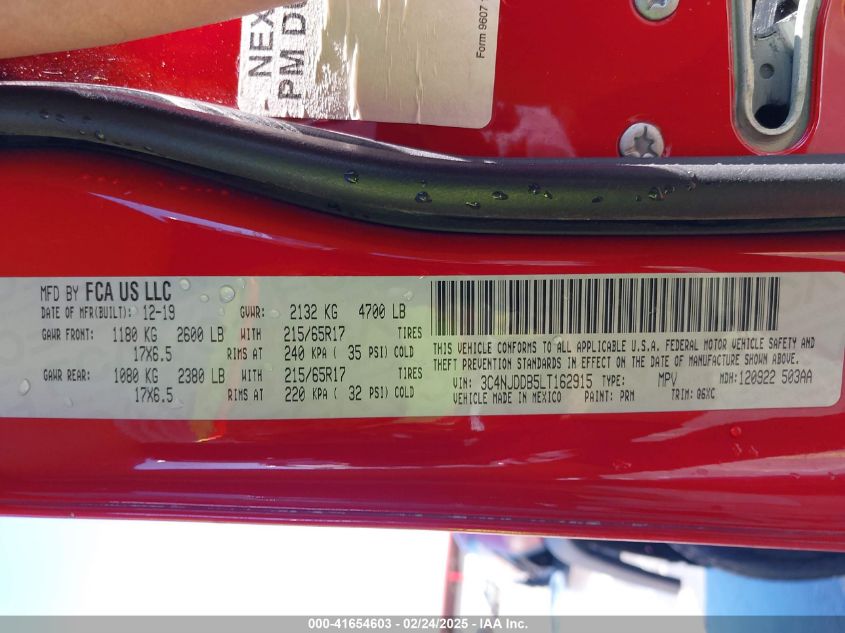 NEX
PM DU
Form 9607
MFD BY FCA US LLC
DATE OF MFR(BUILT): 12-19 GVWR: 2132 KG 4700 LB
GAWR FRONT: 1180 KG 2600 LB WITH 215/65R17 TIRES
17X6.5 RIMS AT 240 KPA ( 35 PSI) COLD
GAWR REAR: 1080 KG 2380 LB WITH 215/65R17 TIRES
17X6.5 RIMS AT 220 KPA ( 32 PSI) COLD
THIS VEHICLE CONFORMS TO ALL APPLICABLE U.S.A. FEDERAL MOTOR VEHICLE SAFETY AND
THEFT PREVENTION STANDARDS IN EFFECT ON THE DATE OF MANUFACTURE SHOWN ABOVE.
VIN: 3C4NJDDB5LT162915 TYPE: MPV MDH:120922 503AA
VEHICLE MADE IN MEXICO PAINT: PRM TRIM: Q6XC
000-41654603 - 02/24/2025 - IAA Inc.